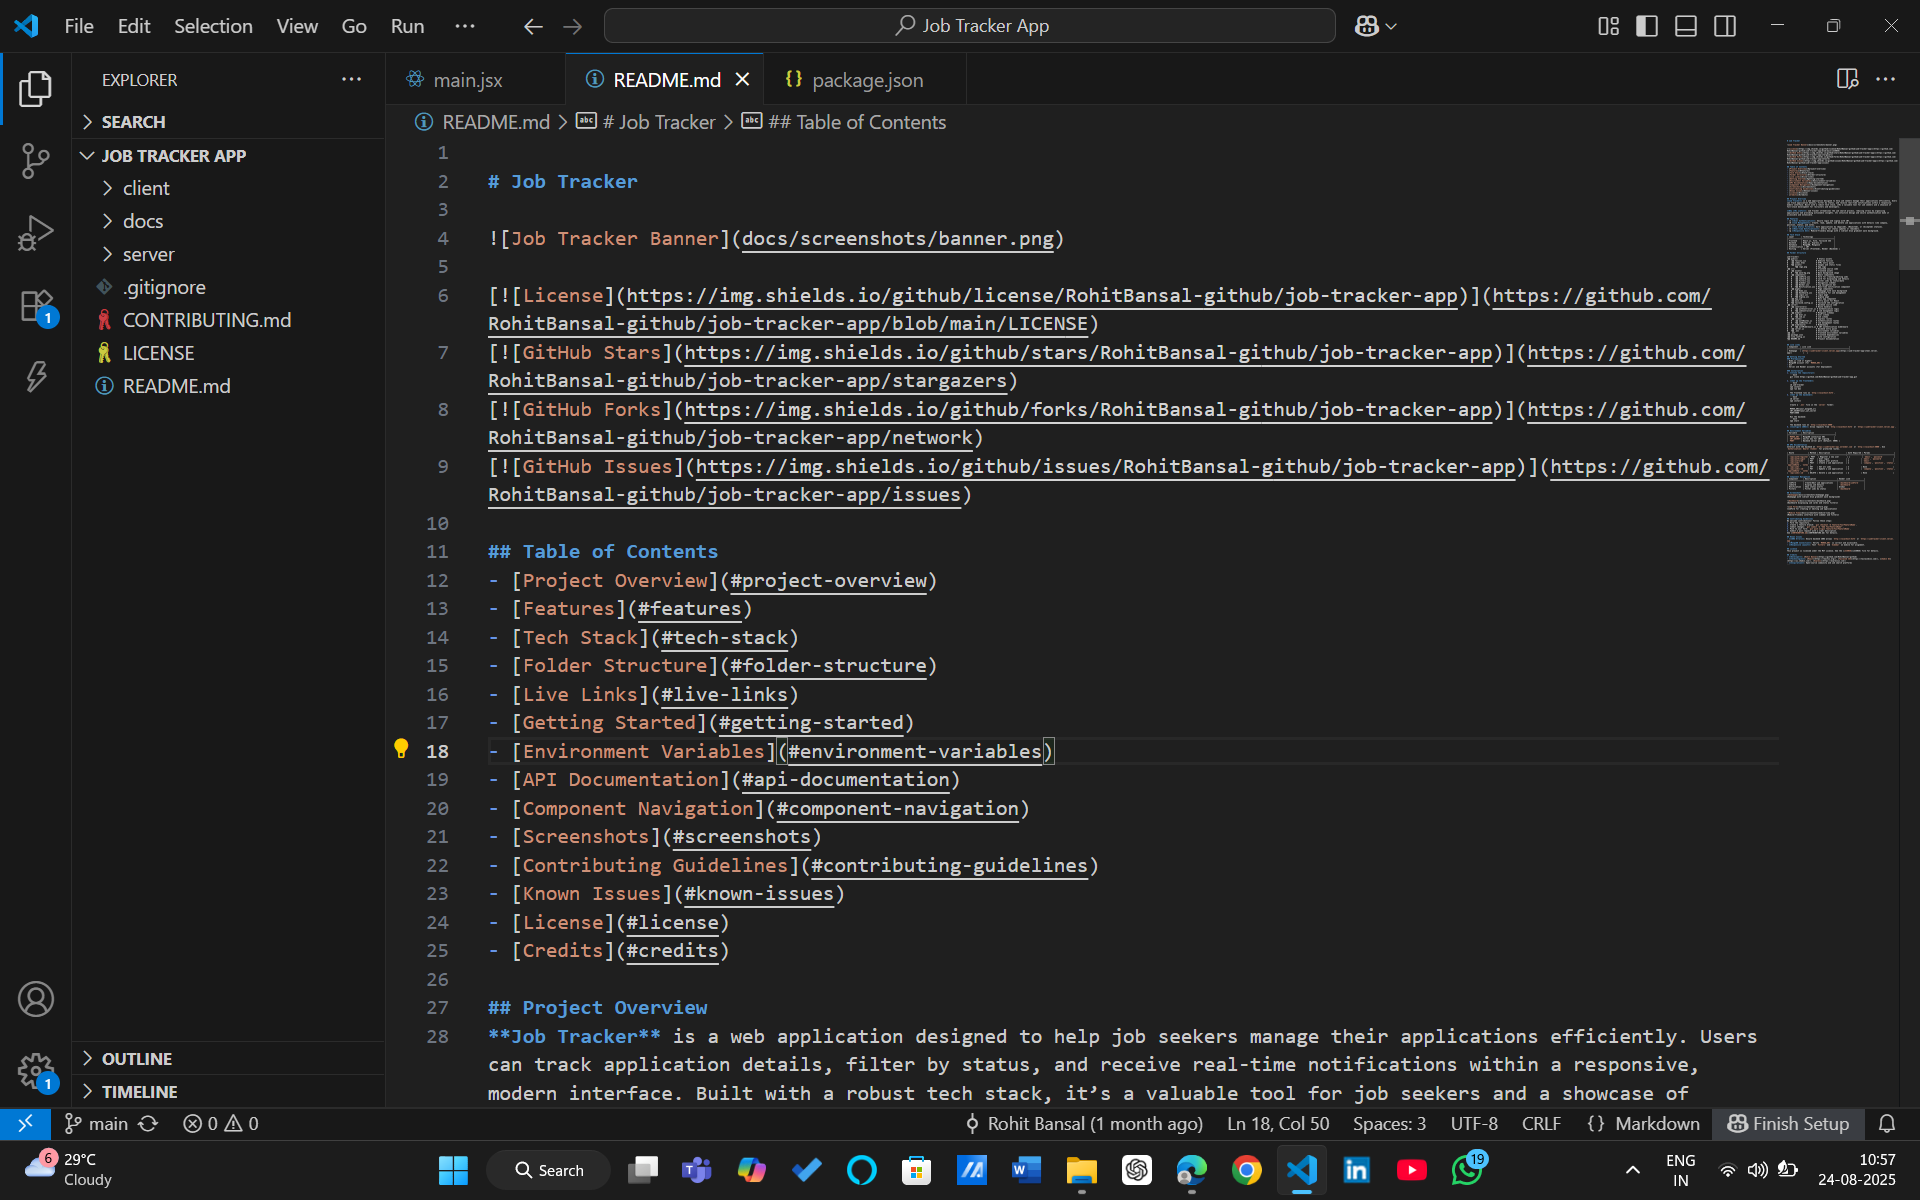 File Edit Selection View Go Run
Job Tracker App
EXPLORER
SEARCH
JOB TRACKER APP
client
docs
server
.gitignore
CONTRIBUTING.md
LICENSE
README.md
OUTLINE
TIMELINE
1
1
main.jsx
README.md
package.json
README.md > # Job Tracker > ## Table of Contents
1
2 # Job Tracker
3
4 ![Job Tracker Banner](docs/screenshots/banner.png)
5
6 [![License](https://img.shields.io/github/license/RohitBansal-github/job-tracker-app)](https://github.com/
RohitBansal-github/job-tracker-app/blob/main/LICENSE)
7 [![GitHub Stars](https://img.shields.io/github/stars/RohitBansal-github/job-tracker-app)](https://github.com/
RohitBansal-github/job-tracker-app/stargazers)
8 [![GitHub Forks](https://img.shields.io/github/forks/RohitBansal-github/job-tracker-app)](https://github.com/
RohitBansal-github/job-tracker-app/network)
9 [![GitHub Issues](https://img.shields.io/github/issues/RohitBansal-github/job-tracker-app)](https://github.com/
RohitBansal-github/job-tracker-app/issues)
10
11 ## Table of Contents
12 - [Project Overview](#project-overview)
13 - [Features](#features)
14 - [Tech Stack](#tech-stack)
15 - [Folder Structure](#folder-structure)
16 - [Live Links](#live-links)
17 - [Getting Started](#getting-started)
18 - [Environment Variables](#environment-variables)
19 - [API Documentation](#api-documentation)
20 - [Component Navigation](#component-navigation)
21 - [Screenshots](#screenshots)
22 - [Contributing Guidelines](#contributing-guidelines)
23 - [Known Issues](#known-issues)
24 - [License](#license)
25 - [Credits](#credits)
26
27 ## Project Overview
28 **Job Tracker** is a web application designed to help job seekers manage their applications efficiently. Users
can track application details, filter by status, and receive real-time notifications within a responsive,
modern interface. Built with a robust tech stack, it’s a valuable tool for job seekers and a showcase of
main 0 0 Rohit Bansal (1 month ago) Ln 18, Col 50 Spaces: 3 UTF-8 CRLF {} Markdown Finish Setup
6 29°C
Cloudy
Search
19
ENG
IN
10:57
24-08-2025